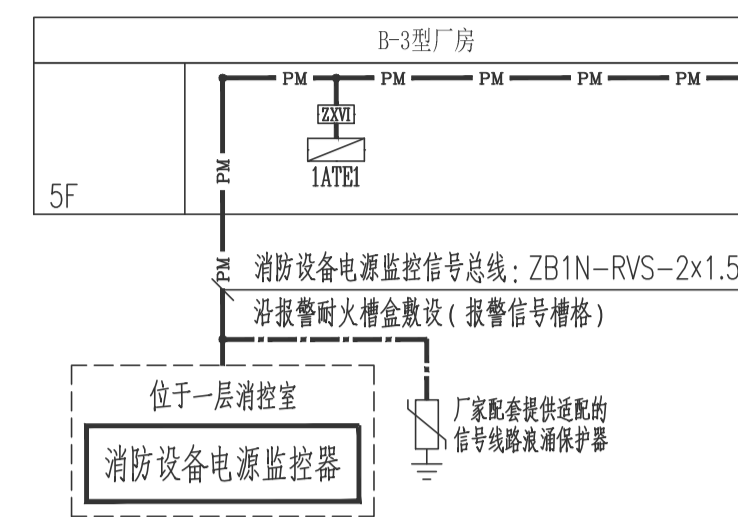 B-3型厂房
PM PM PM PM PM
ZXVI
1ATE1
PM
5F
PM
消防设备电源监控信号总线：ZB1N-RVS-2×1.5
沿报警耐火槽盒敷设（报警信号槽格）
位于一层消控室
消防设备电源监控器
厂家配套提供适配的
信号线路浪涌保护器